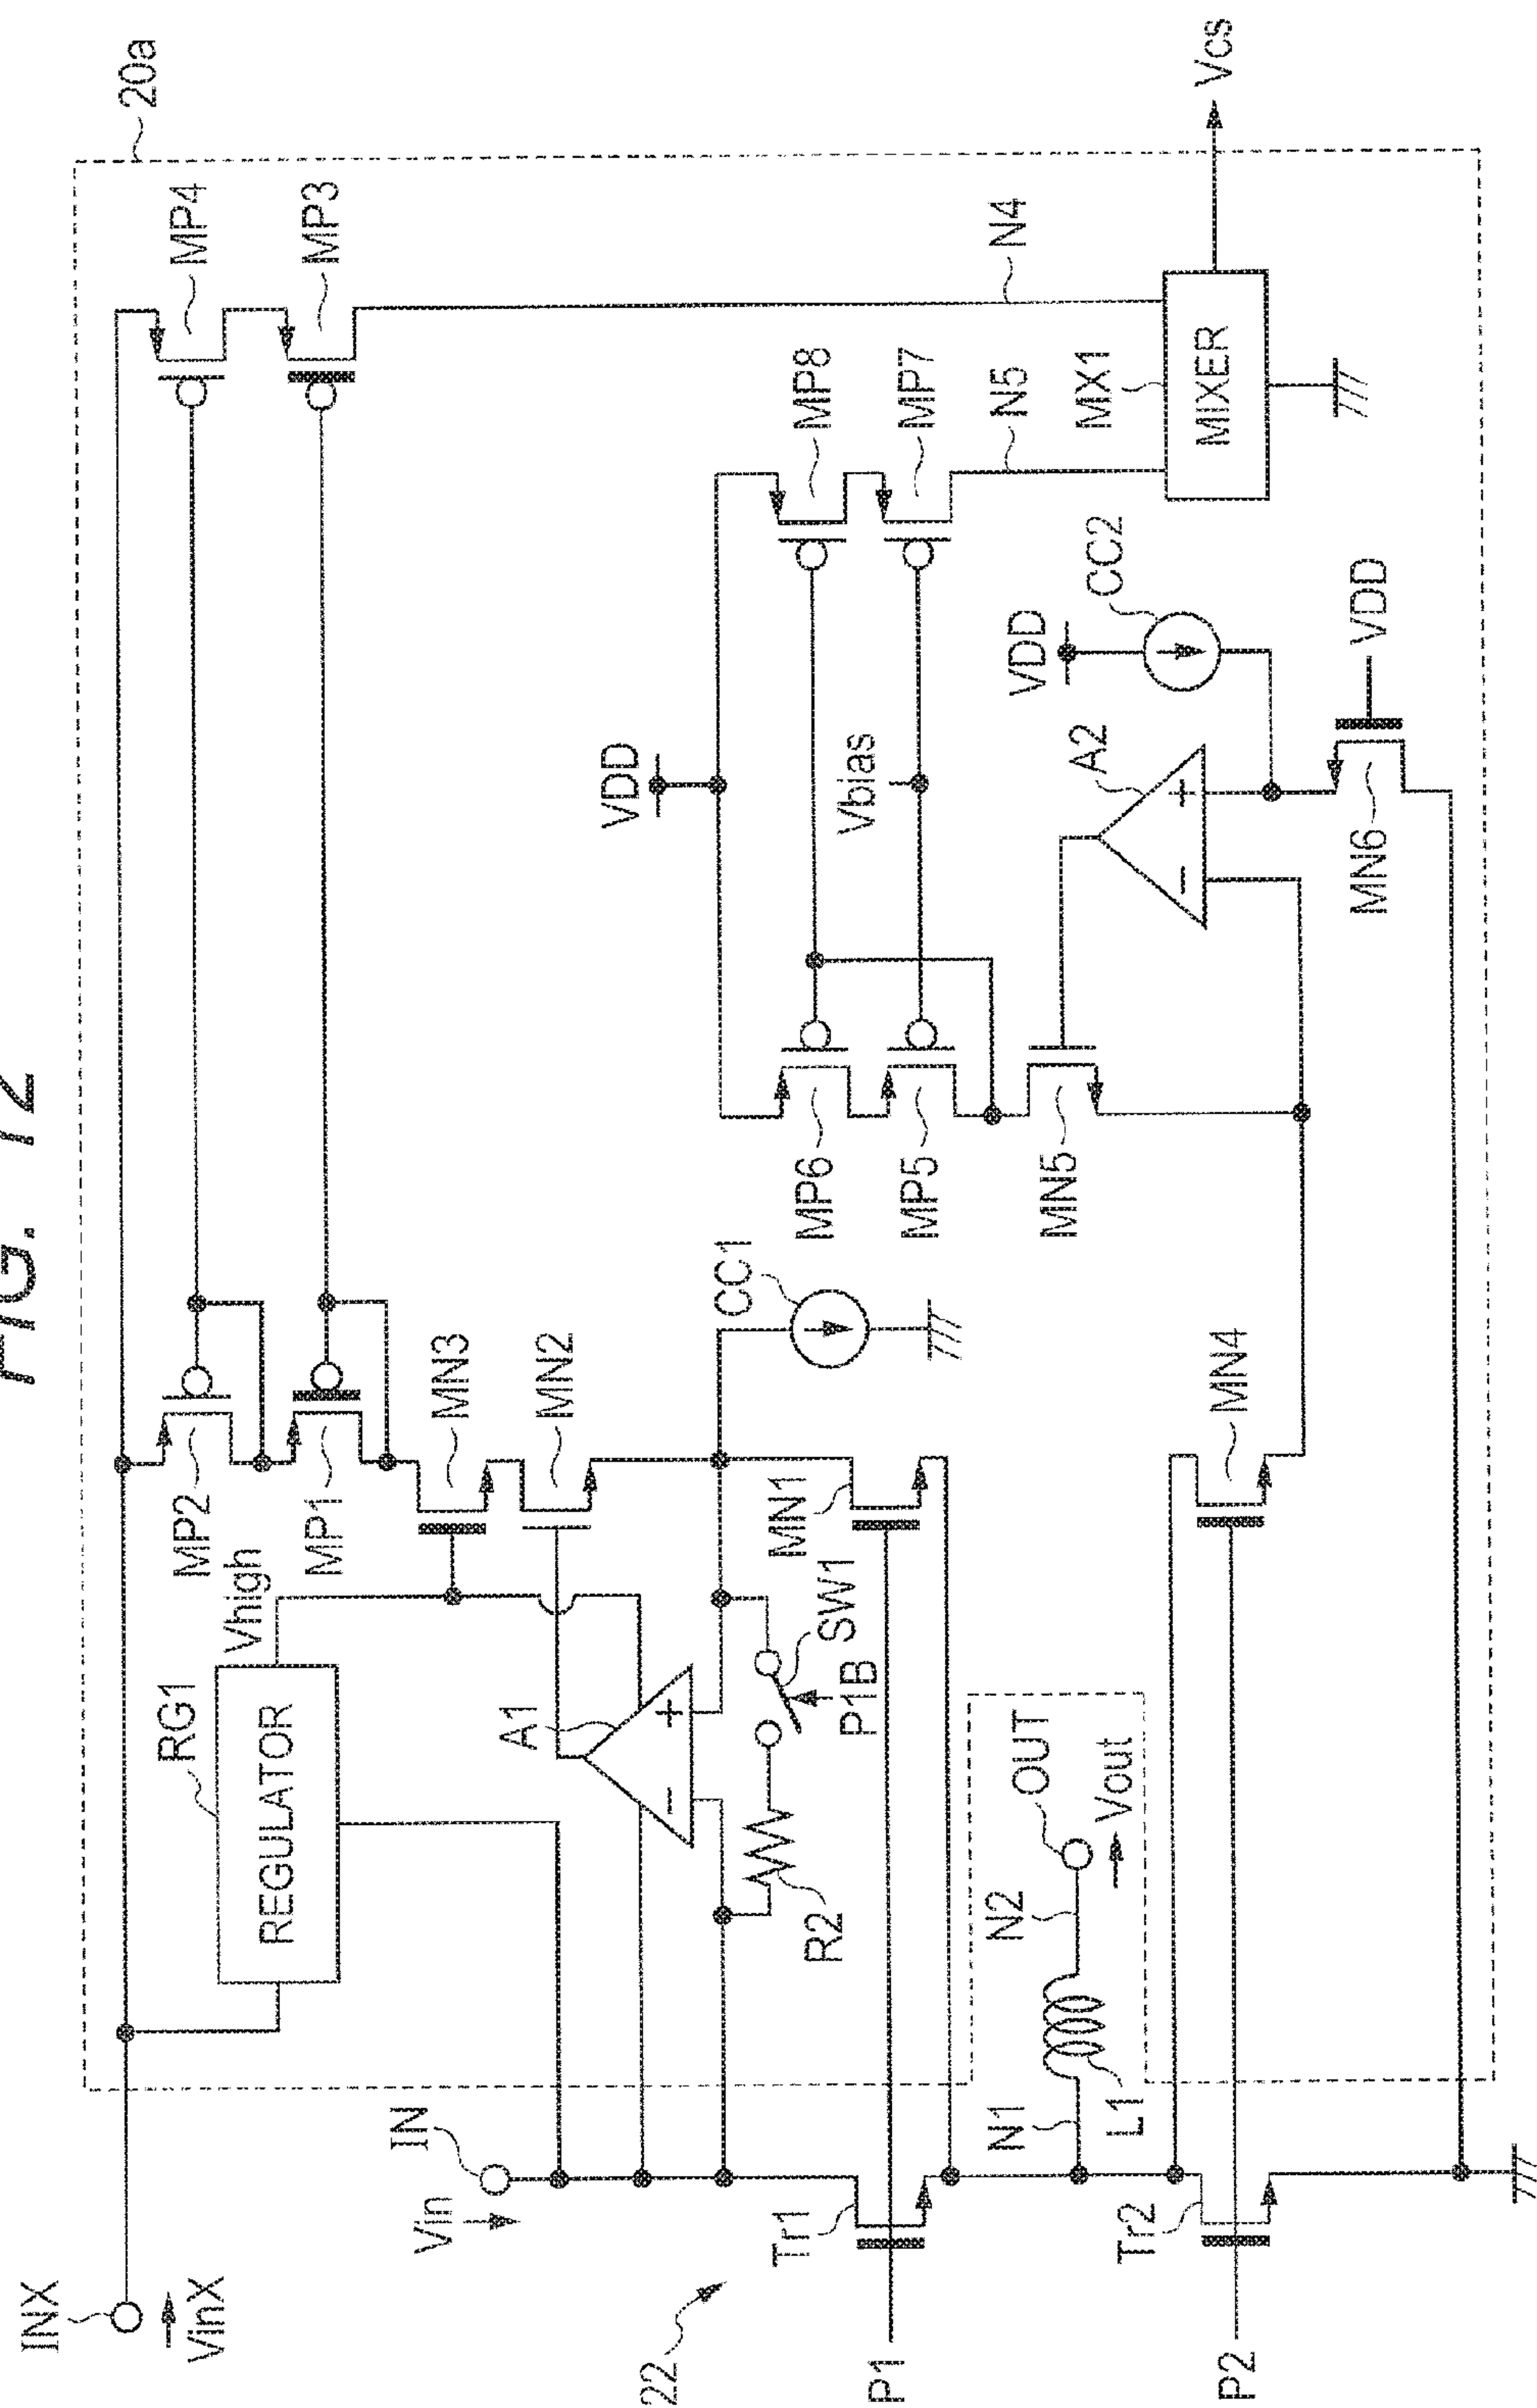 FIG. 12
20a
INX
VinX
RG1
REGULATOR
Vhigh
MP2
MP1
MP4
MP3
MN3
MN2
IN
Vin
A1
+
−
R2
SW1
P1B
MN1
CC1
VDD
MP6
MP5
MN5
Vbias
MP8
MP7
N5
N4
VDD
CC2
A2
+
−
MN6
VDD
MX1
MIXER
Vcs
22
Tr1
P1
N1
L1
N2
OUT
Vout
MN4
Tr2
P2